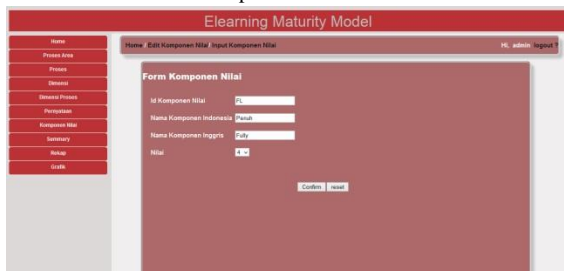 Elearning Maturity Model
Home
Proses Area
Proses
Dimensi
Dimensi Proses
Pernyataan
Komponen Nilai
Summary
Rekap
Grafik
Home / Edit Komponen Nilai/ Input Komponen Nilai
Hi, admin logout ?
Form Komponen Nilai
Id Komponen Nilai FL
Nama Komponen Indonesia Penuh
Nama Komponen Inggris Fully
Nilai 4
Confirm reset